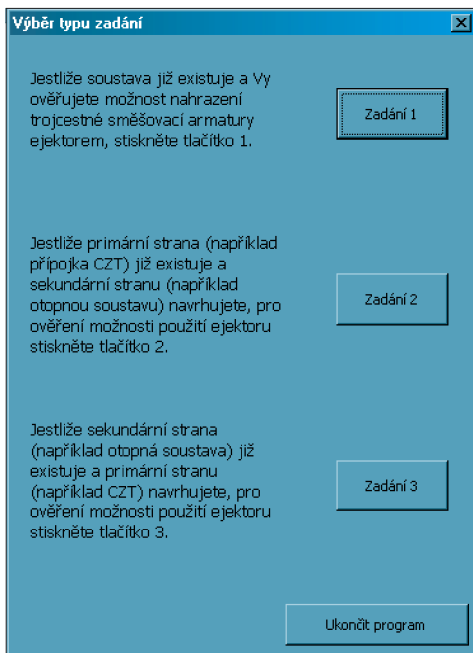 Výběr typu zadání
Jestliže soustava již existuje a Vy
ověřujete možnost nahrazení
trojcestné směšovací armatury
ejektorem, stiskněte tlačítko 1.
Zadání 1
Jestliže primární strana (například
přípojka CZT) již existuje a
sekundární stranu (například
otopnou soustavu) navrhujete, pro
ověření možnosti použití ejektoru
stiskněte tlačítko 2.
Zadání 2
Jestliže sekundární strana
(například otopná soustava) již
existuje a primární stranu
(například CZT) navrhujete, pro
ověření možnosti použití ejektoru
stiskněte tlačítko 3.
Zadání 3
Ukončit program